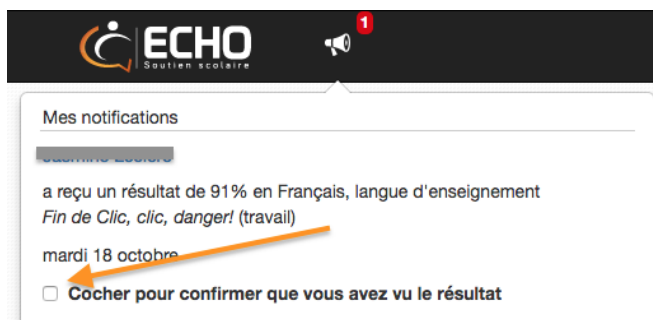 ECHO
Soutien scolaire
1
Mes notifications
a reçu un résultat de 91% en Français, langue d'enseignement
Fin de Clic, clic, danger! (travail)
mardi 18 octobre
Cocher pour confirmer que vous avez vu le résultat